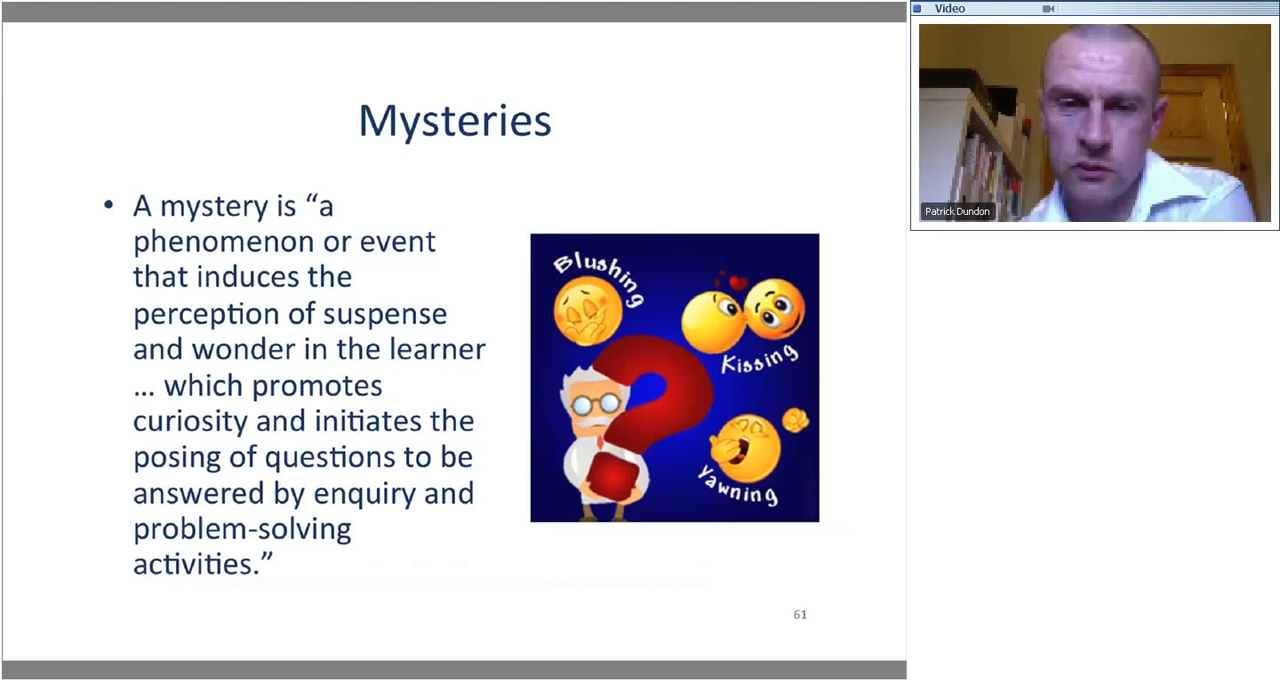 Mysteries
• A mystery is “a
phenomenon or event
that induces the
perception of suspense
and wonder in the learner
... which promotes
curiosity and initiates the
posing of questions to be
answered by enquiry and
problem-solving
activities.”
Blushing
Kissing
Yawning
61
Video
Patrick Dundon